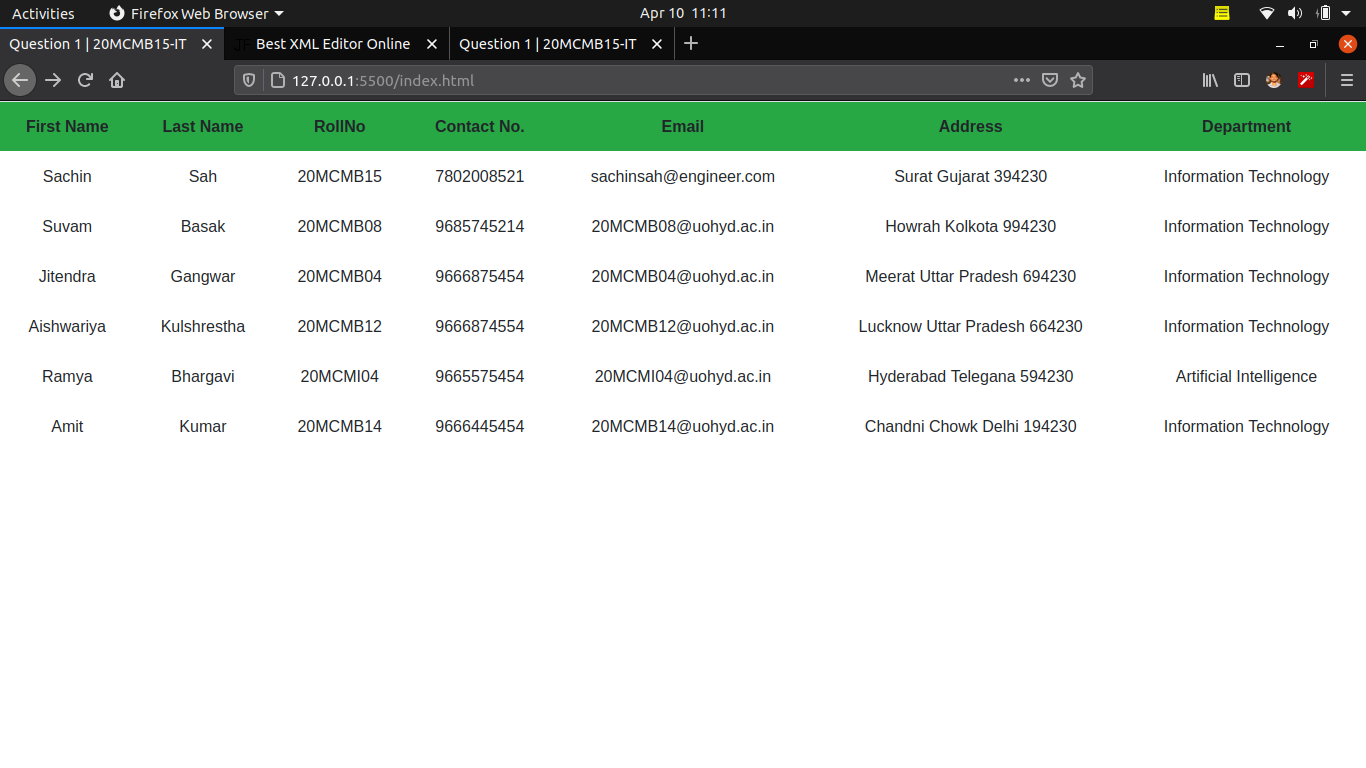 Activities Firefox Web Browser Apr 10 11:11
Question 1 | 20MCMB15-IT JF Best XML Editor Online Question 1 | 20MCMB15-IT
127.0.0.1:5500/index.html
First Name Last Name RollNo Contact No. Email Address Department
Sachin Sah 20MCMB15 7802008521 sachinsah@engineer.com Surat Gujarat 394230 Information Technology
Suvam Basak 20MCMB08 9685745214 20MCMB08@uohyd.ac.in Howrah Kolkota 994230 Information Technology
Jitendra Gangwar 20MCMB04 9666875454 20MCMB04@uohyd.ac.in Meerat Uttar Pradesh 694230 Information Technology
Aishwariya Kulshrestha 20MCMB12 9666874554 20MCMB12@uohyd.ac.in Lucknow Uttar Pradesh 664230 Information Technology
Ramya Bhargavi 20MCMI04 9665575454 20MCMI04@uohyd.ac.in Hyderabad Telegana 594230 Artificial Intelligence
Amit Kumar 20MCMB14 9666445454 20MCMB14@uohyd.ac.in Chandni Chowk Delhi 194230 Information Technology